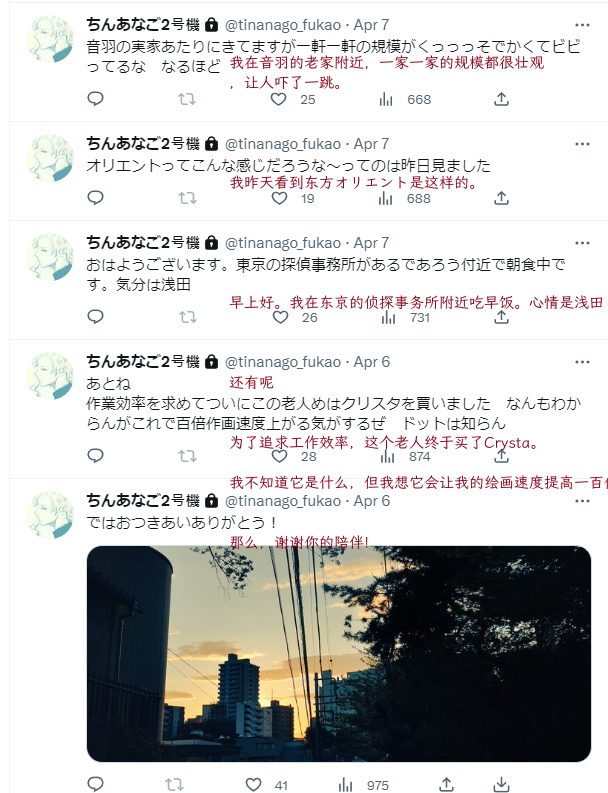 ちんあなご2号機 @tinanago_fukao · Apr 7
音羽の実家あたりにきてますが一軒一軒の規模がくっっっそでかくてビビ
ってるな　なるほど
我在音羽的老家附近，一家一家的规模都很壮观
，让人吓了一跳。
25 668
ちんあなご2号機 @tinanago_fukao · Apr 7
オリエントってこんな感じだろうな〜ってのは昨日見ました
我昨天看到东方オリエント是这样的。
19 688
ちんあなご2号機 @tinanago_fukao · Apr 7
おはようございます。東京の探偵事務所があるであろう付近で朝食中で
す。気分は浅田
早上好。我在东京的侦探事务所附近吃早饭。心情是浅田
26 731
ちんあなご2号機 @tinanago_fukao · Apr 6
あとね
还有呢
作業効率を求めてついにこの老人めはクリスタを買いました　なんもわか
らんがこれで百倍作画速度上がる気がするぜ　ドットは知らん
为了追求工作效率，这个老人终于买了Crysta。
28 874
我不知道它是什么，但我想它会让我的绘画速度提高一百
ちんあなご2号機 @tinanago_fukao · Apr 6
ではおつきあいありがとう！
那么，谢谢你的陪伴!
41 975